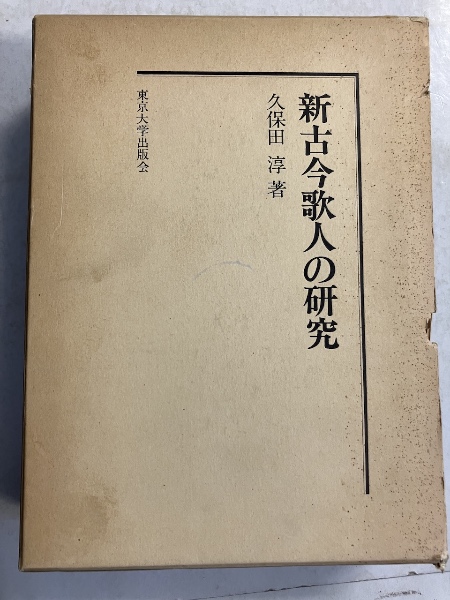 新古今歌人の研究
久保田 淳 著
東京大学出版会